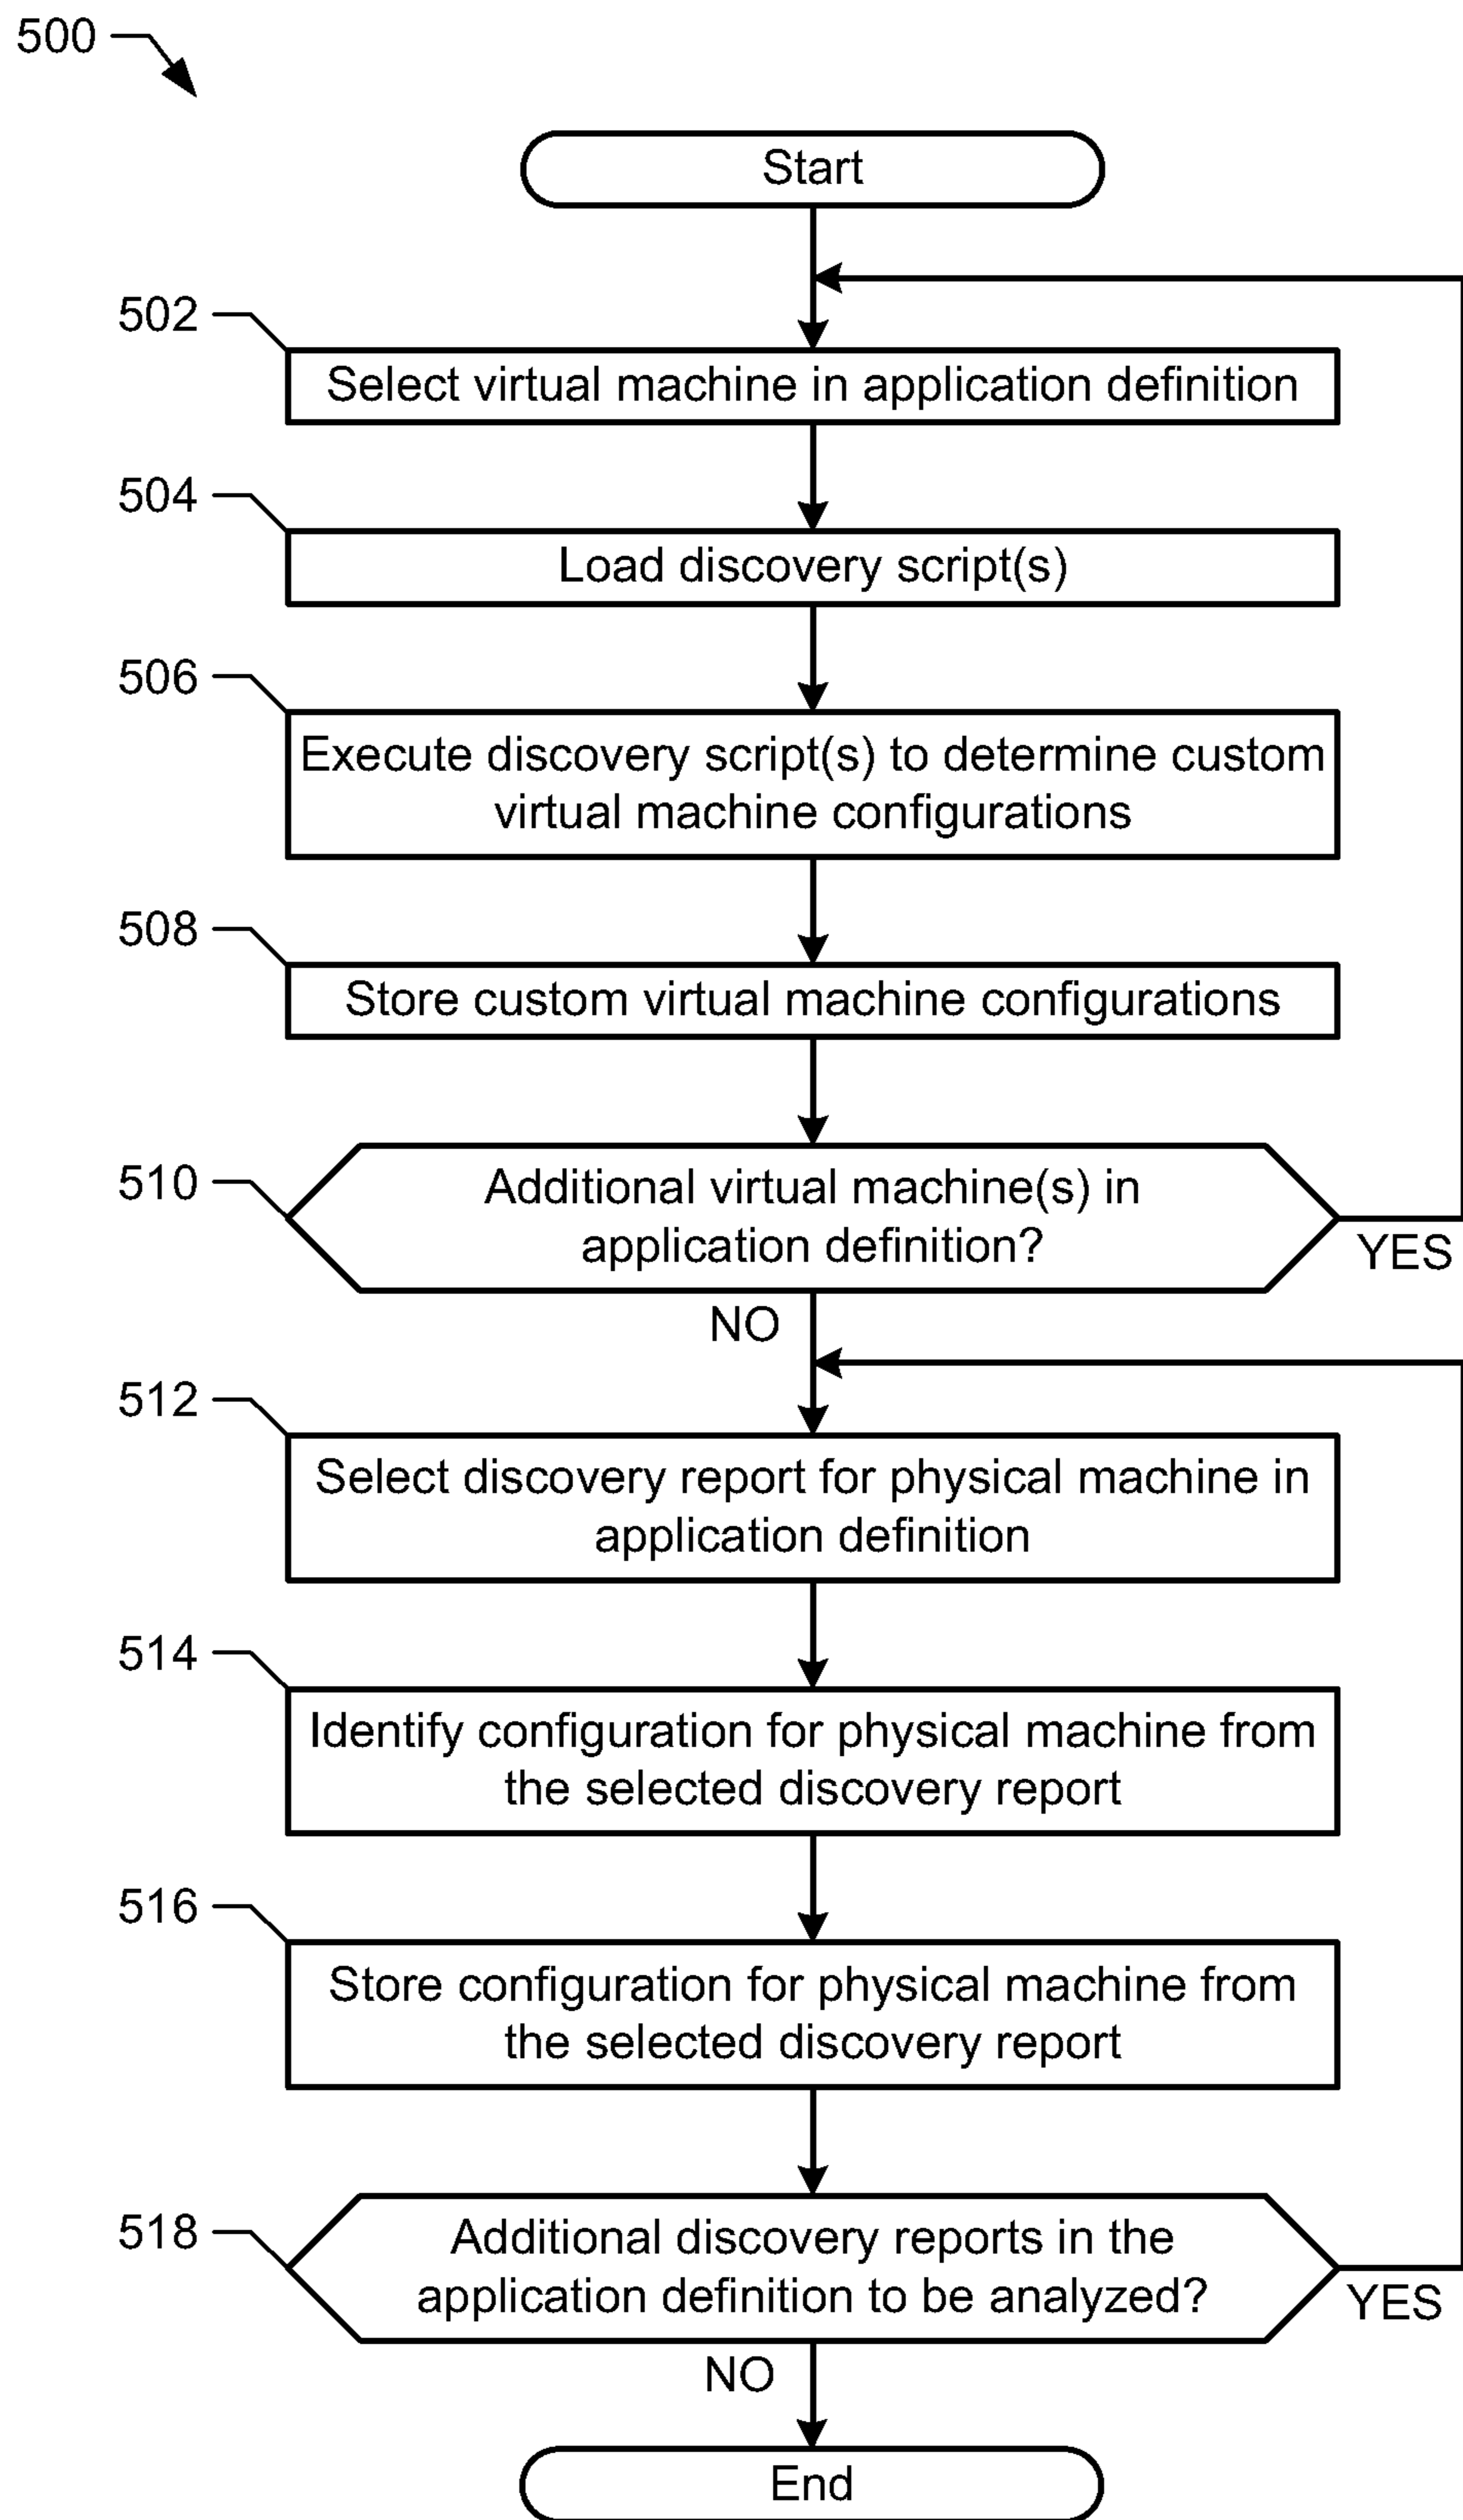 500
Start
502
Select virtual machine in application definition
504
Load discovery script(s)
506
Execute discovery script(s) to determine custom
virtual machine configurations
508
Store custom virtual machine configurations
510
Additional virtual machine(s) in
application definition?
YES
NO
512
Select discovery report for physical machine in
application definition
514
Identify configuration for physical machine from
the selected discovery report
516
Store configuration for physical machine from
the selected discovery report
518
Additional discovery reports in the
application definition to be analyzed?
YES
NO
End